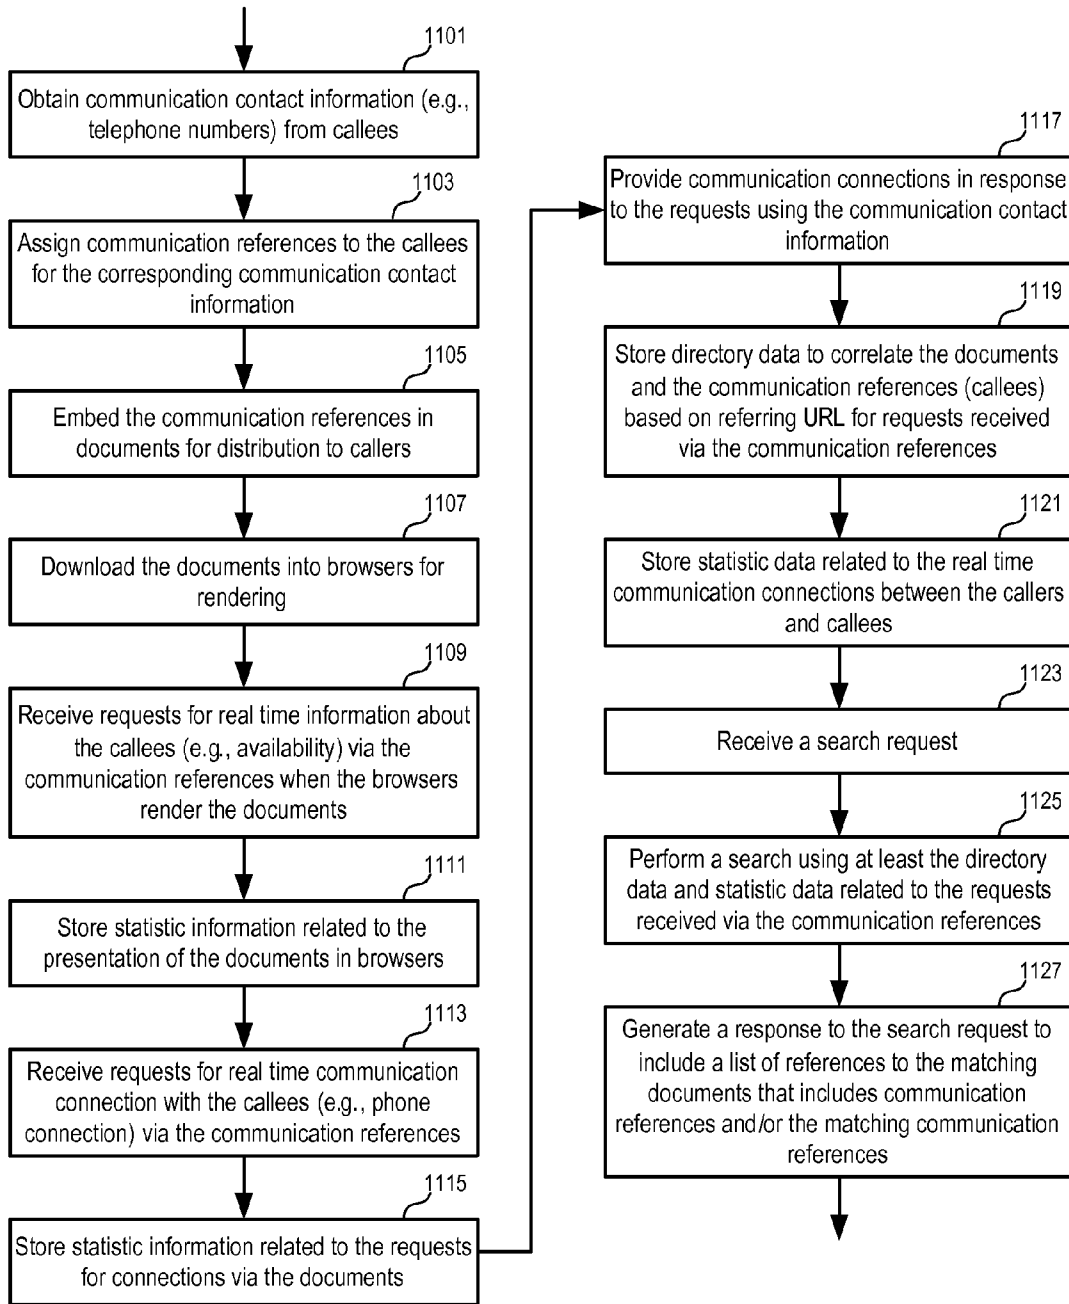 1101
Obtain communication contact information (e.g.,
telephone numbers) from callees
1103
Assign communication references to the callees
for the corresponding communication contact
information
1105
Embed the communication references in
documents for distribution to callers
1107
Download the documents into browsers for
rendering
1109
Receive requests for real time information about
the callees (e.g., availability) via the
communication references when the browsers
render the documents
1111
Store statistic information related to the
presentation of the documents in browsers
1113
Receive requests for real time communication
connection with the callees (e.g., phone
connection) via the communication references
1115
Store statistic information related to the requests
for connections via the documents
1117
Provide communication connections in response
to the requests using the communication contact
information
1119
Store directory data to correlate the documents
and the communication references (callees)
based on referring URL for requests received
via the communication references
1121
Store statistic data related to the real time
communication connections between the callers
and callees
1123
Receive a search request
1125
Perform a search using at least the directory
data and statistic data related to the requests
received via the communication references
1127
Generate a response to the search request to
include a list of references to the matching
documents that includes communication
references and/or the matching communication
references